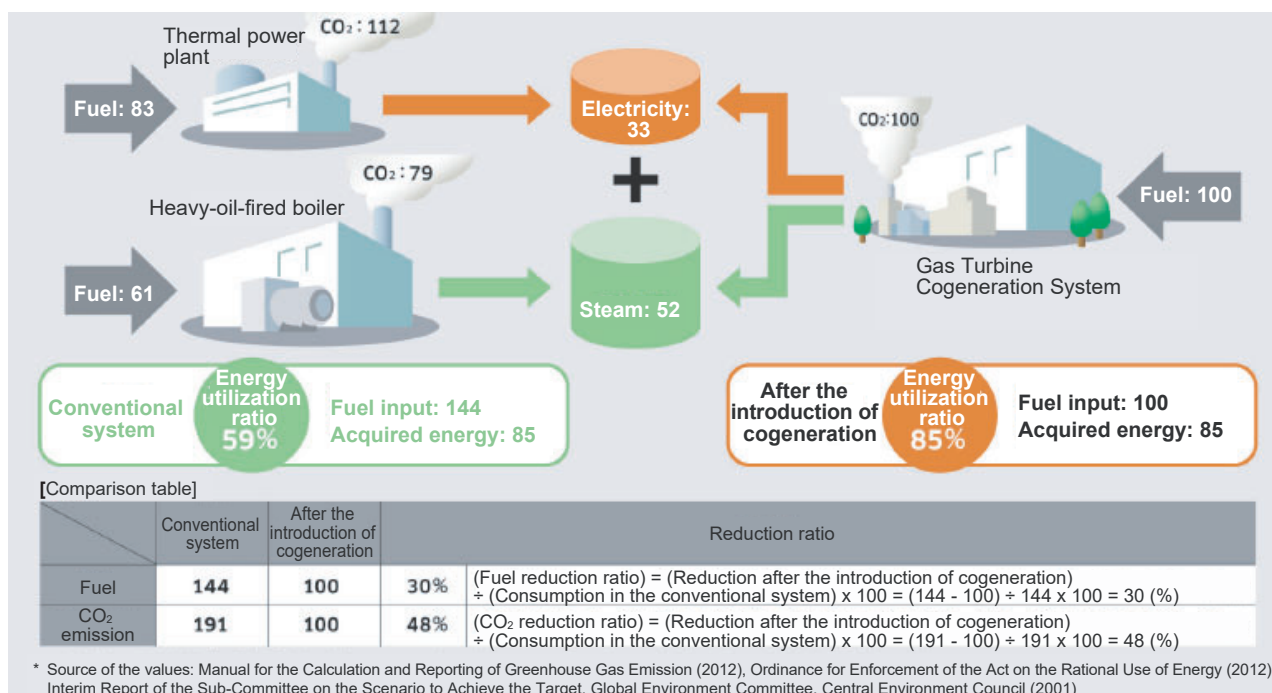 Thermal power
plant
CO₂: 112
Fuel: 83
Electricity:
33
CO₂:100
Fuel: 100
+
CO₂: 79
Heavy-oil-fired boiler
Fuel: 61
Steam: 52
Gas Turbine
Cogeneration System
Conventional
system
Energy
utilization
ratio
59%
Fuel input: 144
Acquired energy: 85
After the
introduction of
cogeneration
Energy
utilization
ratio
85%
Fuel input: 100
Acquired energy: 85
[Comparison table]
Conventional
system
After the
introduction of
cogeneration
Reduction ratio
Fuel
144
100
30%
(Fuel reduction ratio) = (Reduction after the introduction of cogeneration)
÷ (Consumption in the conventional system) x 100 = (144 - 100) ÷ 144 x 100 = 30 (%)
CO₂
emission
191
100
48%
(CO₂ reduction ratio) = (Reduction after the introduction of cogeneration)
÷ (Consumption in the conventional system) x 100 = (191 - 100) ÷ 191 x 100 = 48 (%)
* Source of the values: Manual for the Calculation and Reporting of Greenhouse Gas Emission (2012), Ordinance for Enforcement of the Act on the Rational Use of Energy (2012)
Interim Report of the Sub-Committee on the Scenario to Achieve the Target, Global Environment Committee, Central Environment Council (2001)